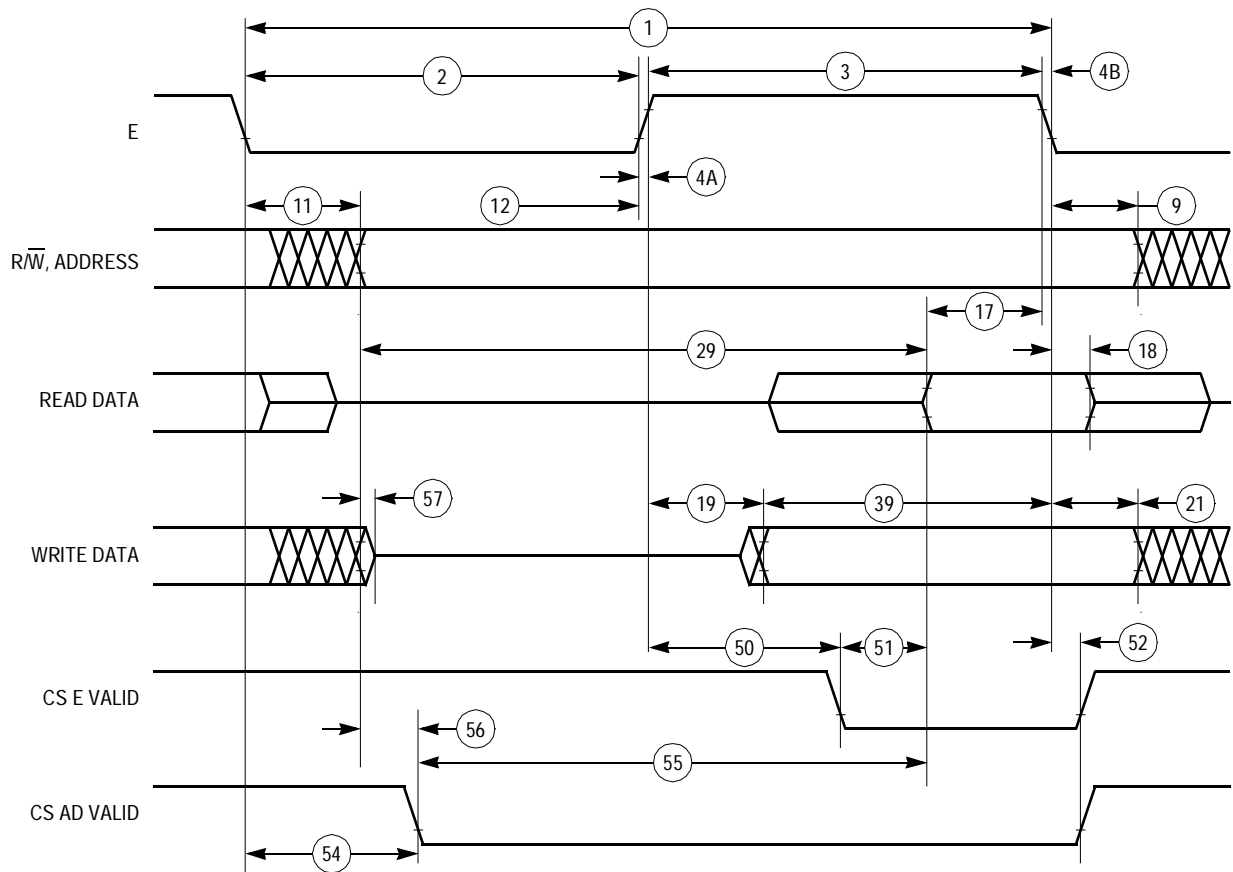 1
2
3
4B
E
4A
11
12
9
R/W̅, ADDRESS
17
29
18
READ DATA
57
19
39
21
WRITE DATA
50
51
52
CS E VALID
56
55
CS AD VALID
54